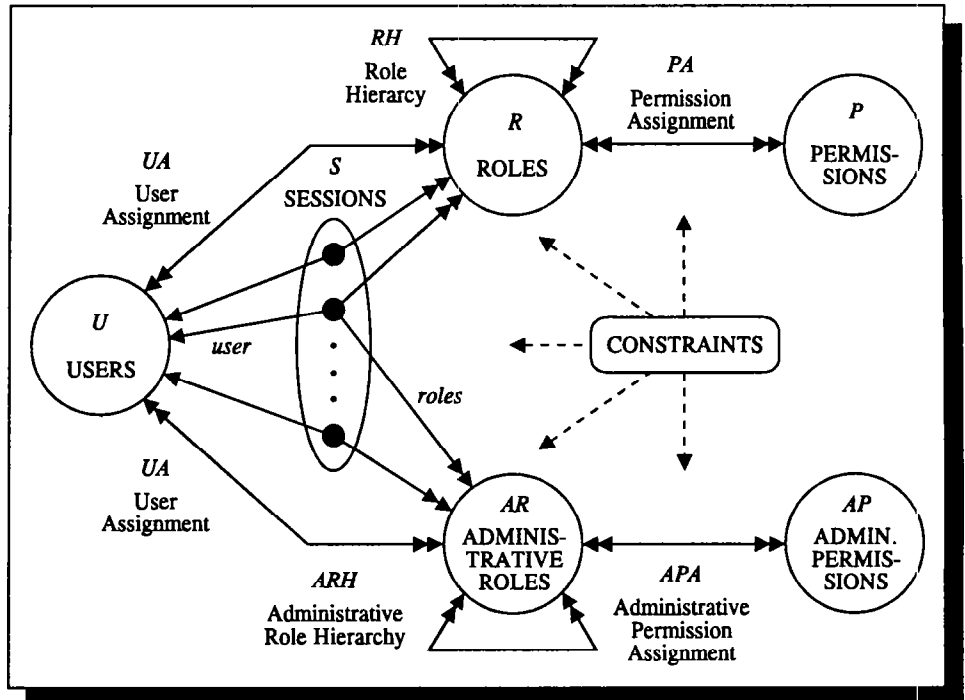 RH
Role
Hierarcy
PA
Permission
Assignment
R
ROLES
P
PERMIS-
SIONS
UA
User
Assignment
S
SESSIONS
U
USERS
user
CONSTRAINTS
roles
UA
User
Assignment
AR
ADMINIS-
TRATIVE
ROLES
AP
ADMIN.
PERMIS-
SIONS
ARH
Administrative
Role Hierarchy
APA
Administrative
Permission
Assignment